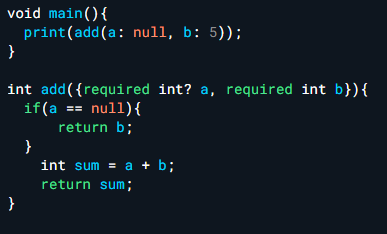 void main(){
  print(add(a: null, b: 5));
}

int add({required int? a, required int b}){
  if(a == null){
      return b;
  }
    int sum = a + b;
    return sum;
}